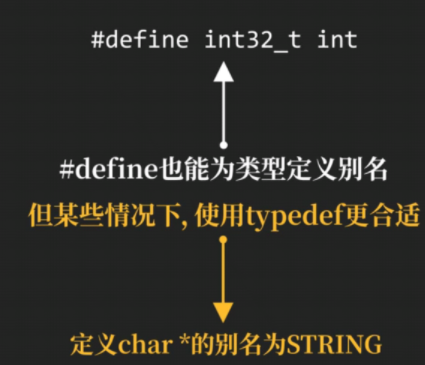 #define int32_t int
#define也能为类型定义别名
但某些情况下, 使用typedef更合适
定义char *的别名为STRING